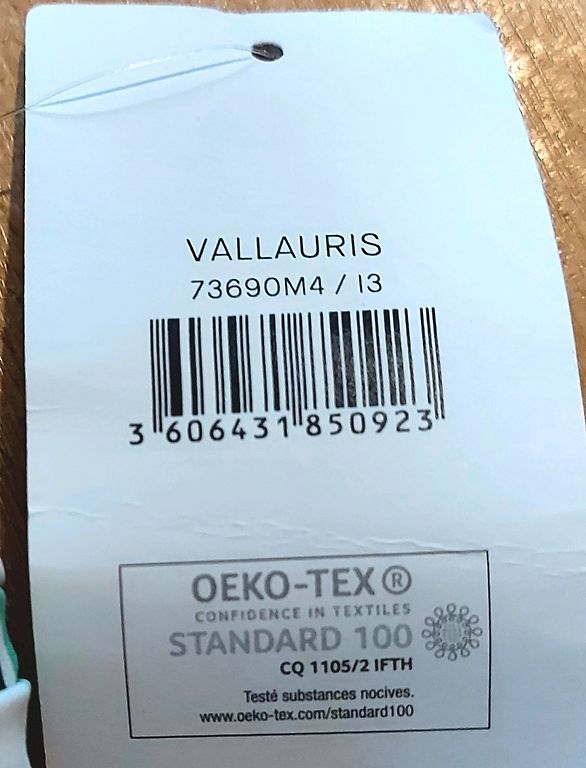 VALLAURIS
73690M4 / I3
3 606431 850923
OEKO-TEX®
CONFIDENCE IN TEXTILES
STANDARD 100
CQ 1105/2 IFTH
Testé substances nocives.
www.oeko-tex.com/standard100